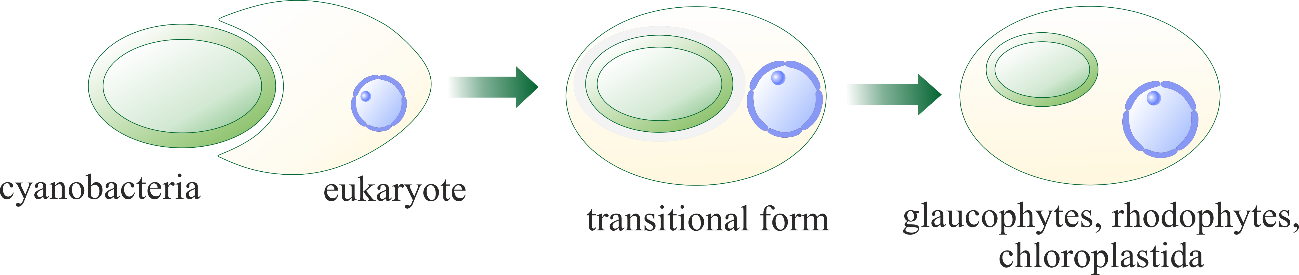 cyanobacteria
eukaryote
transitional form
glaucophytes, rhodophytes,
chloroplastida